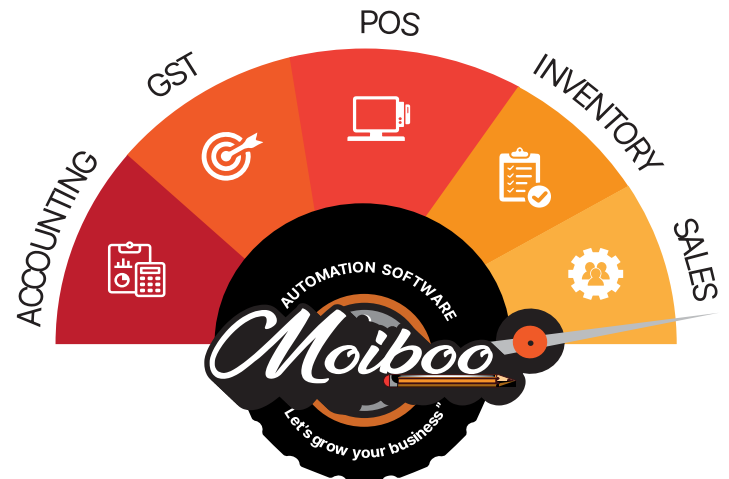 POS
GST
INVENTORY
ACCOUNTING
SALES
AUTOMATION SOFTWARE
Moiboo
Let's grow your business "